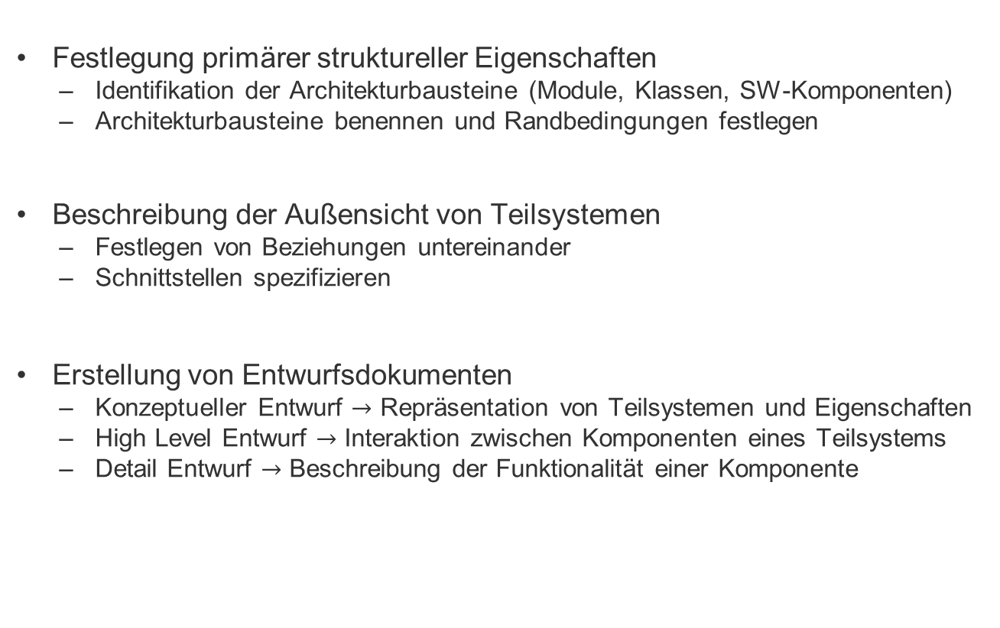 • Festlegung primärer struktureller Eigenschaften
– Identifikation der Architekturbausteine (Module, Klassen, SW-Komponenten)
– Architekturbausteine benennen und Randbedingungen festlegen
• Beschreibung der Außensicht von Teilsystemen
– Festlegen von Beziehungen untereinander
– Schnittstellen spezifizieren
• Erstellung von Entwurfsdokumenten
– Konzeptueller Entwurf → Repräsentation von Teilsystemen und Eigenschaften
– High Level Entwurf → Interaktion zwischen Komponenten eines Teilsystems
– Detail Entwurf → Beschreibung der Funktionalität einer Komponente